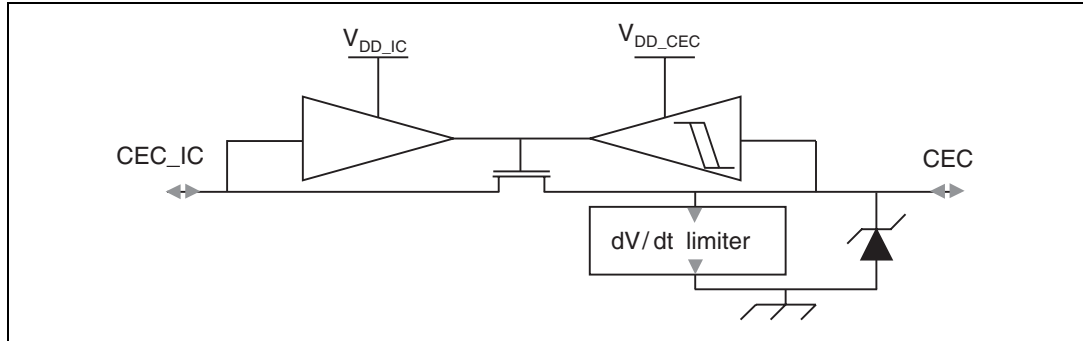 V_DD_IC
V_DD_CEC
CEC_IC
CEC
dV/dt limiter